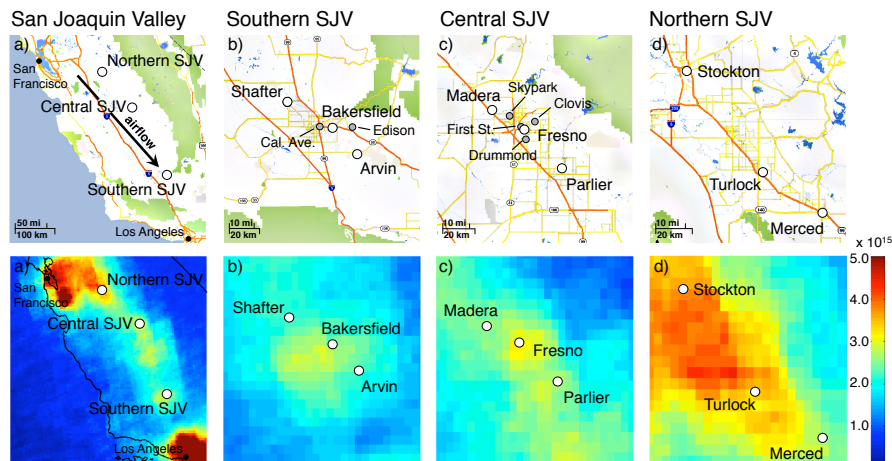 San Joaquin Valley
Southern SJV
Central SJV
Northern SJV
a)
San
Francisco
Northern SJV
Central SJV
airflow
Southern SJV
50 mi
100 km
Los Angeles
b)
Shafter
Bakersfield
Edison
Cal. Ave.
Arvin
10 mi
20 km
c)
Skypark
Madera
Clovis
First St.
Fresno
Drummond
Parlier
10 mi
20 km
d)
Stockton
Turlock
Merced
10 mi
20 km
x 10¹⁵
a)
San
Francisco
Northern SJV
Central SJV
Southern SJV
Los Angeles
b)
Shafter
Bakersfield
Arvin
c)
Madera
Fresno
Parlier
d)
Stockton
Turlock
Merced
5.0
4.0
3.0
2.0
1.0